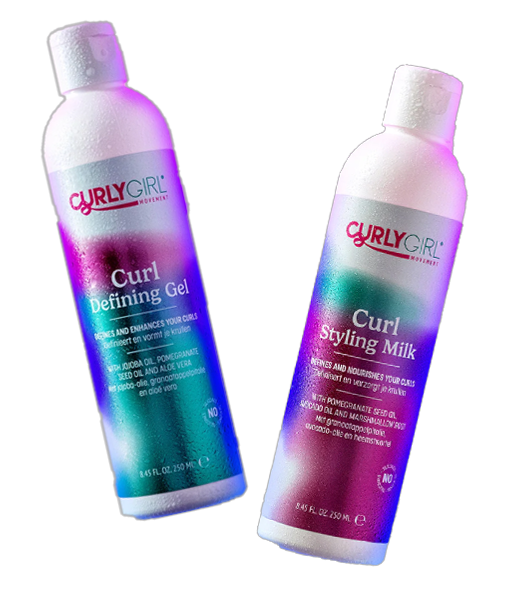 CURLYGIRL
MOVEMENT
Curl
Defining Gel
DEFINES AND ENHANCES YOUR CURLS
Definieert en vormt je krullen
WITH JOJOBA OIL, POMEGRANATE
SEED OIL AND ALOE VERA
Met jojoba-olie, granaatappelpitolie,
en aloë vera
NO
8.45 FL. OZ. 250 ML ℮
CURLYGIRL
MOVEMENT
Curl
Styling Milk
DEFINES AND NOURISHES YOUR CURLS
Definieert en verzorgt je krullen
WITH POMEGRANATE SEED OIL,
AVOCADO OIL AND MARSHMALLOW ROOT
Met granaatappelpitolie,
avocado-olie en heemstwortel
NO
8.45 FL. OZ. 250 ML ℮